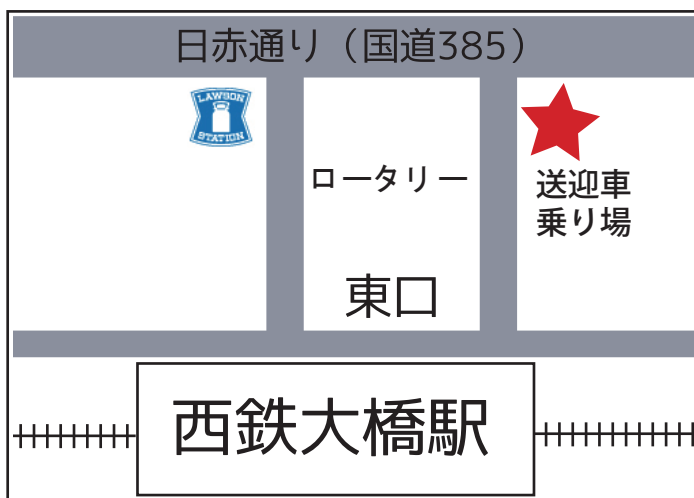 日赤通り（国道385）
LAWSON
STATION
ロータリー
送迎車
乗り場
東口
西鉄大橋駅